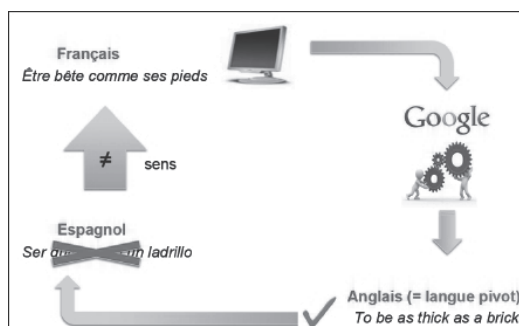 Français
Être bête comme ses pieds
Google
≠
sens
Espagnol
Ser un ladrillo
Anglais (= langue pivot)
To be as thick as a brick